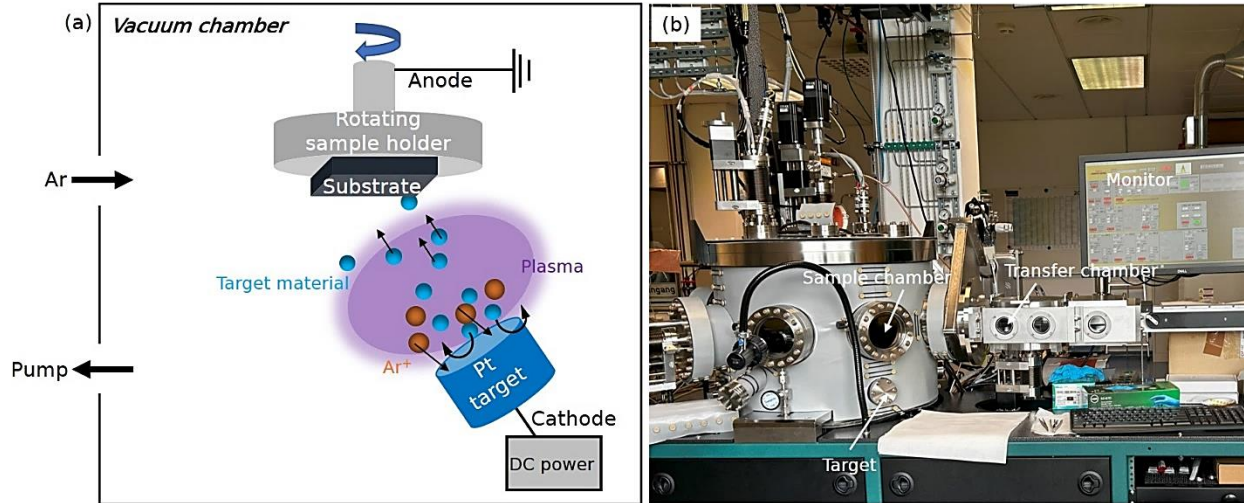 (a)
Vacuum chamber
Anode
Rotating
sample holder
Substrate
Ar
Plasma
Target material
Ar⁺
Pt
target
Pump
Cathode
DC power
(b)
Monitor
Sample chamber
Transfer chamber
Target
DELL